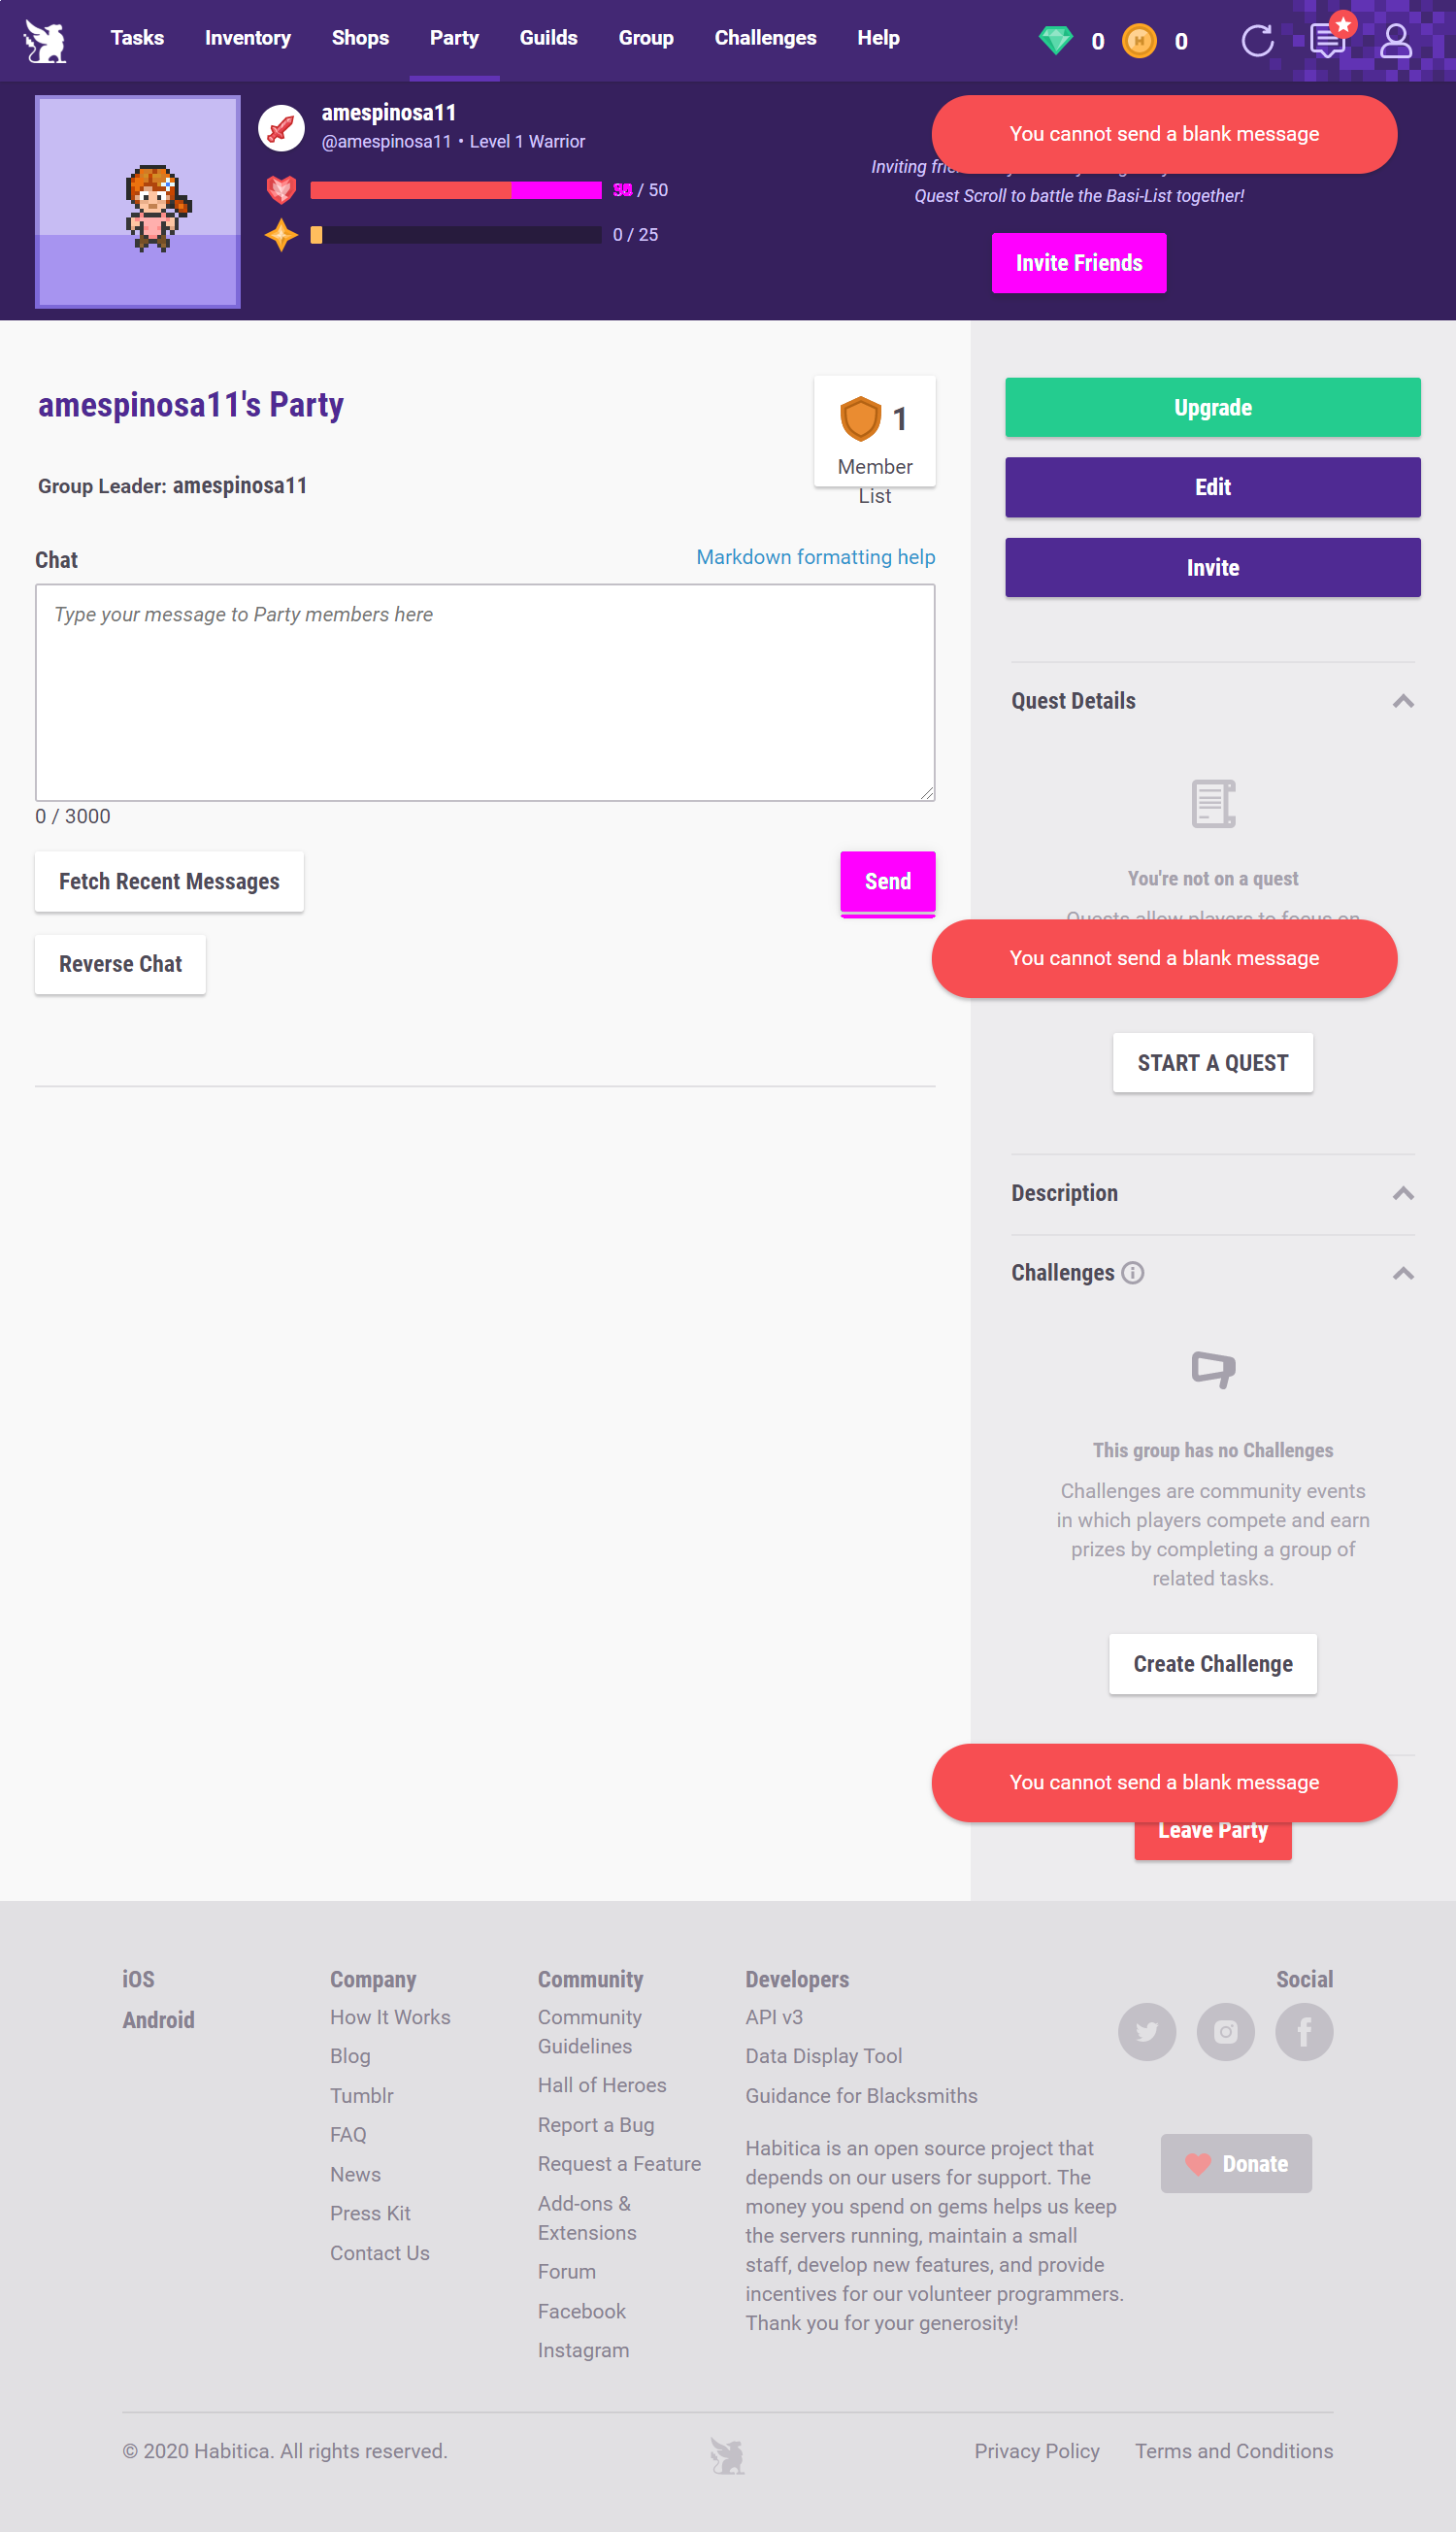 Tasks Inventory Shops Party Guilds Group Challenges Help 0 0
amespinosa11
@amespinosa11 • Level 1 Warrior
/ 50
0 / 25
You cannot send a blank message
Inviting
Quest Scroll to battle the Basi-List together!
Invite Friends
amespinosa11's Party
1
Member
List
Group Leader: amespinosa11
Chat
Markdown formatting help
Type your message to Party members here
0 / 3000
Fetch Recent Messages
Send
Reverse Chat
Upgrade
Edit
Invite
Quest Details
You're not on a quest
Quests allow players to focus on
You cannot send a blank message
START A QUEST
Description
Challenges
This group has no Challenges
Challenges are community events
in which players compete and earn
prizes by completing a group of
related tasks.
Create Challenge
You cannot send a blank message
Leave Party
iOS
Android
Company
How It Works
Blog
Tumblr
FAQ
News
Press Kit
Contact Us
Community
Community
Guidelines
Hall of Heroes
Report a Bug
Request a Feature
Add-ons &
Extensions
Forum
Facebook
Instagram
Developers
API v3
Data Display Tool
Guidance for Blacksmiths
Habitica is an open source project that
depends on our users for support. The
money you spend on gems helps us keep
the servers running, maintain a small
staff, develop new features, and provide
incentives for our volunteer programmers.
Thank you for your generosity!
Social
Donate
© 2020 Habitica. All rights reserved.
Privacy Policy
Terms and Conditions